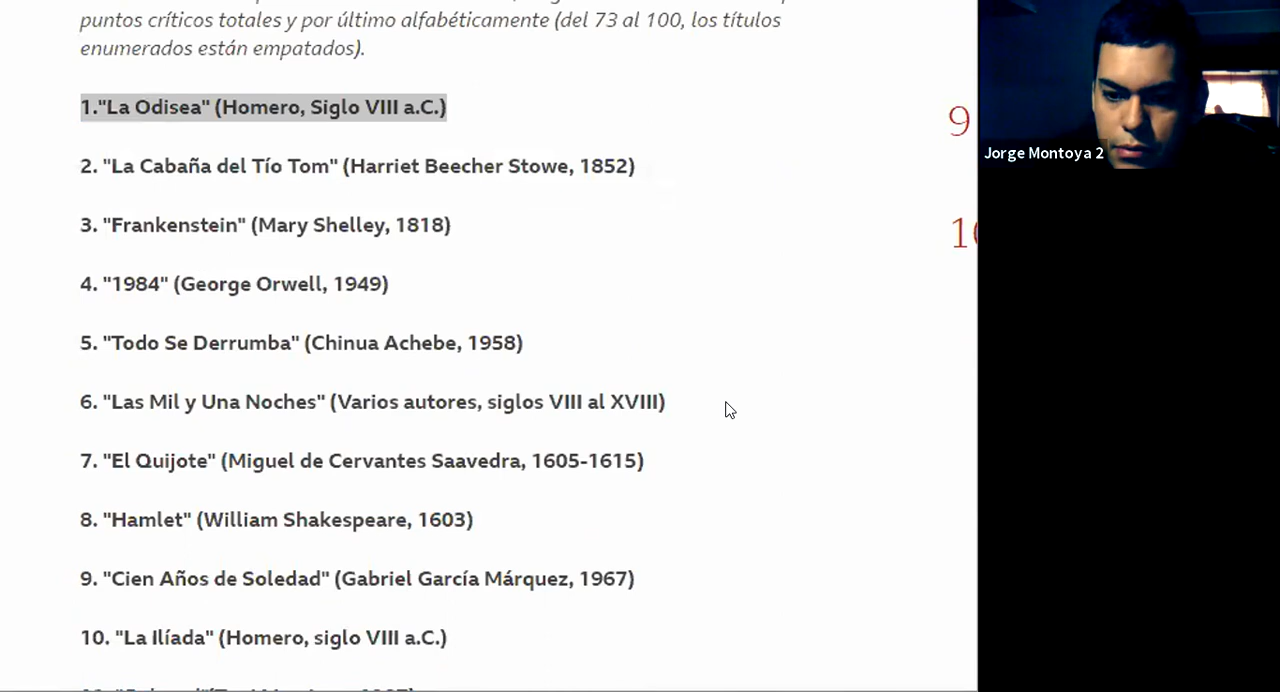 puntos críticos totales y por último alfabéticamente (del 73 al 100, los títulos
enumerados están empatados).
1."La Odisea" (Homero, Siglo VIII a.C.)
2. "La Cabaña del Tío Tom" (Harriet Beecher Stowe, 1852)
3. "Frankenstein" (Mary Shelley, 1818)
4. "1984" (George Orwell, 1949)
5. "Todo Se Derrumba" (Chinua Achebe, 1958)
6. "Las Mil y Una Noches" (Varios autores, siglos VIII al XVIII)
7. "El Quijote" (Miguel de Cervantes Saavedra, 1605-1615)
8. "Hamlet" (William Shakespeare, 1603)
9. "Cien Años de Soledad" (Gabriel García Márquez, 1967)
10. "La Ilíada" (Homero, siglo VIII a.C.)
9
Jorge Montoya 2